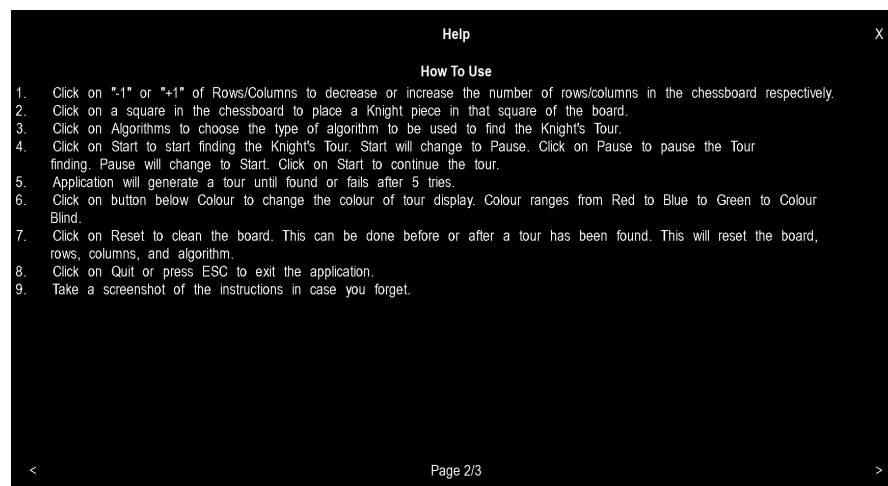 Help X
How To Use
1. Click on "-1" or "+1" of Rows/Columns to decrease or increase the number of rows/columns in the chessboard respectively.
2. Click on a square in the chessboard to place a Knight piece in that square of the board.
3. Click on Algorithms to choose the type of algorithm to be used to find the Knight's Tour.
4. Click on Start to start finding the Knight's Tour. Start will change to Pause. Click on Pause to pause the Tour
finding. Pause will change to Start. Click on Start to continue the tour.
5. Application will generate a tour until found or fails after 5 tries.
6. Click on button below Colour to change the colour of tour display. Colour ranges from Red to Blue to Green to Colour
Blind.
7. Click on Reset to clean the board. This can be done before or after a tour has been found. This will reset the board,
rows, columns, and algorithm.
8. Click on Quit or press ESC to exit the application.
9. Take a screenshot of the instructions in case you forget.
< Page 2/3 >